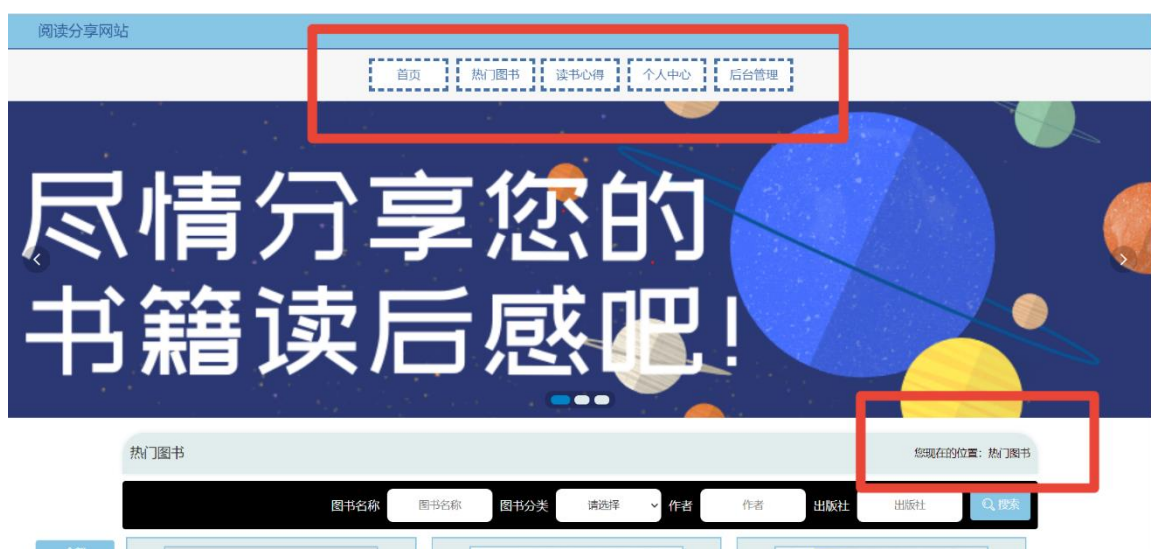 阅读分享网站
首页 热门图书 读书心得 个人中心 后台管理
尽情分享您的
书籍读后感吧！
热门图书 您现在的位置：热门图书
图书名称 图书名称 图书分类 请选择 作者 作者 出版社 出版社 搜索